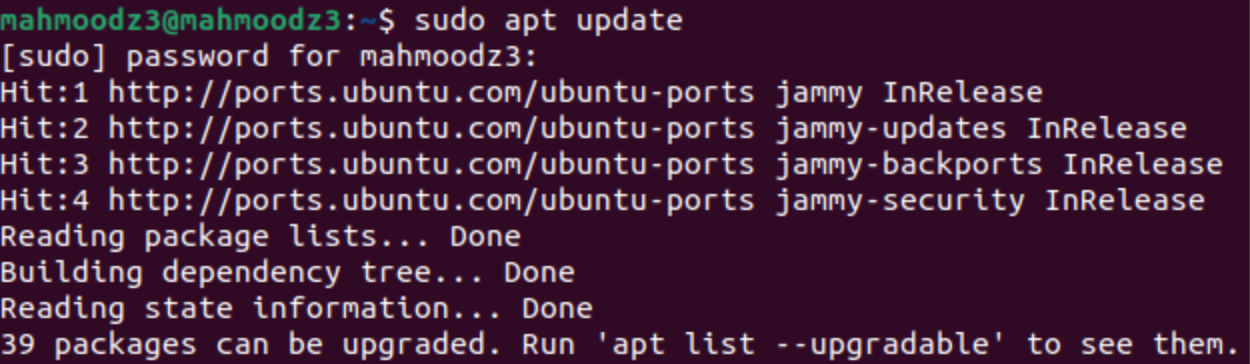 mahmoodz3@mahmoodz3:~$ sudo apt update
[sudo] password for mahmoodz3:
Hit:1 http://ports.ubuntu.com/ubuntu-ports jammy InRelease
Hit:2 http://ports.ubuntu.com/ubuntu-ports jammy-updates InRelease
Hit:3 http://ports.ubuntu.com/ubuntu-ports jammy-backports InRelease
Hit:4 http://ports.ubuntu.com/ubuntu-ports jammy-security InRelease
Reading package lists... Done
Building dependency tree... Done
Reading state information... Done
39 packages can be upgraded. Run 'apt list --upgradable' to see them.